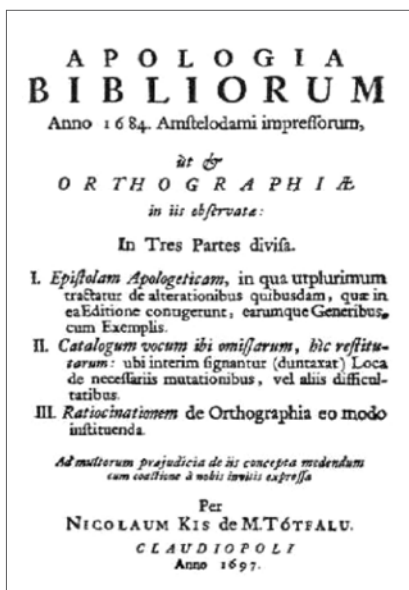 APOLOGIA
BIBLIORUM
Anno 1684. Amſtelodami impreſſorum,
ùt &
ORTHOGRAPHIÆ
in iis obſervatæ:
In Tres Partes diviſa.
I. Epiſtolam Apologeticam, in qua utplurimum
tractatur de alterationibus quibusdam, quæ in
ea Editione contigerunt, earumque Generibus,
cum Exemplis.
II. Catalogum vocum ibi omiſſarum, hîc reſtitu-
tarum: ubi interim ſignantur (duntaxat) Loca
de neceſſariis mutationibus, vel aliis difficul-
tatibus.
III. Ratiocinationem de Orthographia eo modo
inſtituenda.
Ad multorum præjudicia de iis concepta medendum
cum coactione à nobis invitis expreſſa
Per
NICOLAUM KIS de M. TÓTFALU.
CLAUDIOPOLI
Anno 1697.